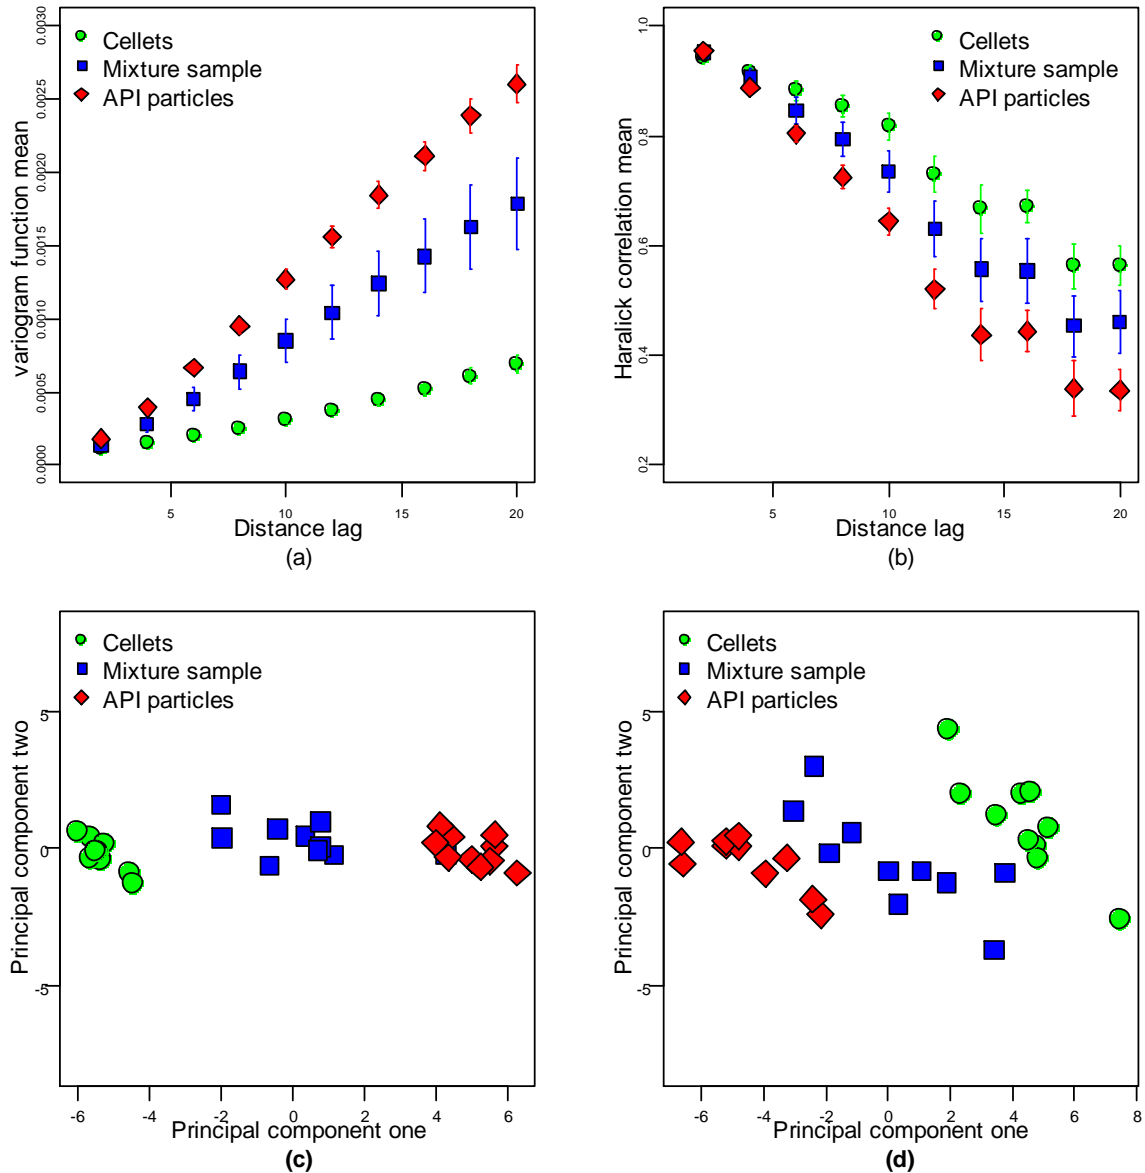 Cellets
Mixture sample
API particles
variogram function mean
0.0030
0.0025
0.0020
0.0015
0.0010
0.0005
0.0000
5
10
15
20
Distance lag
(a)
Cellets
Mixture sample
API particles
Haralick correlation mean
1.0
0.8
0.6
0.4
0.2
5
10
15
20
Distance lag
(b)
Cellets
Mixture sample
API particles
Principal component two
5
0
-5
-6
-4
-2
0
2
4
6
Principal component one
(c)
Cellets
Mixture sample
API particles
Principal component two
5
0
-5
-6
-4
-2
0
2
4
6
8
Principal component one
(d)